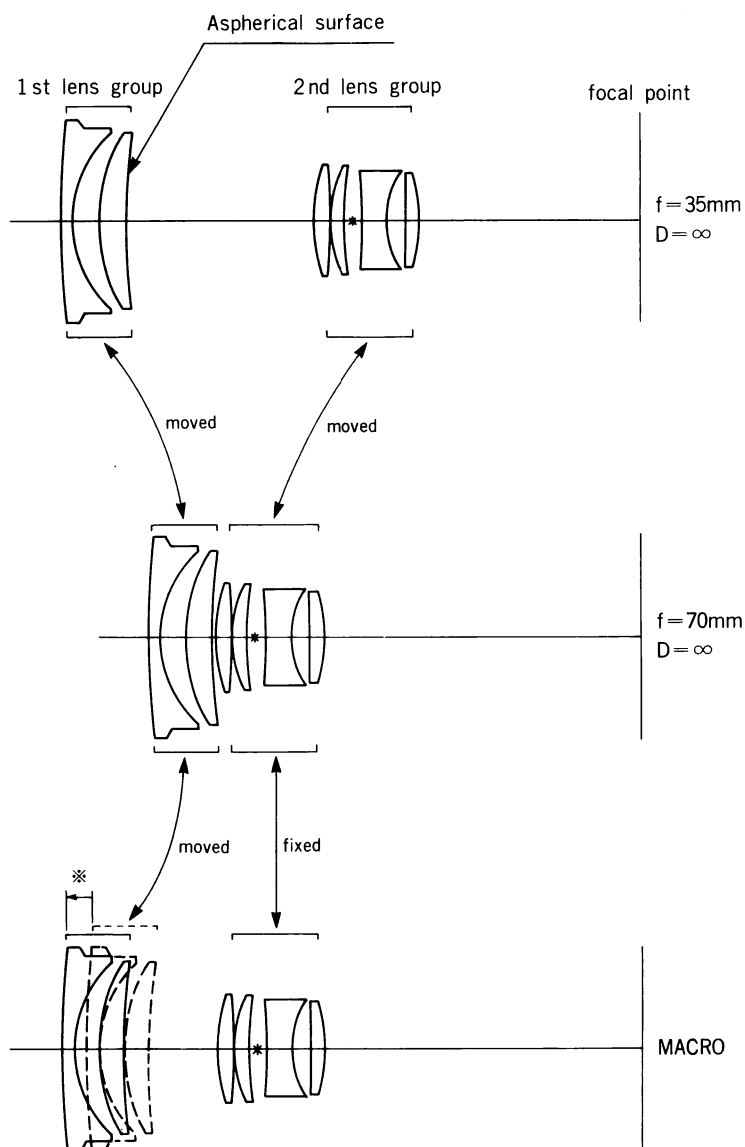 Aspherical surface
1st lens group
2nd lens group
focal point
f=35mm
D=∞
moved
moved
f=70mm
D=∞
moved
fixed
※
MACRO